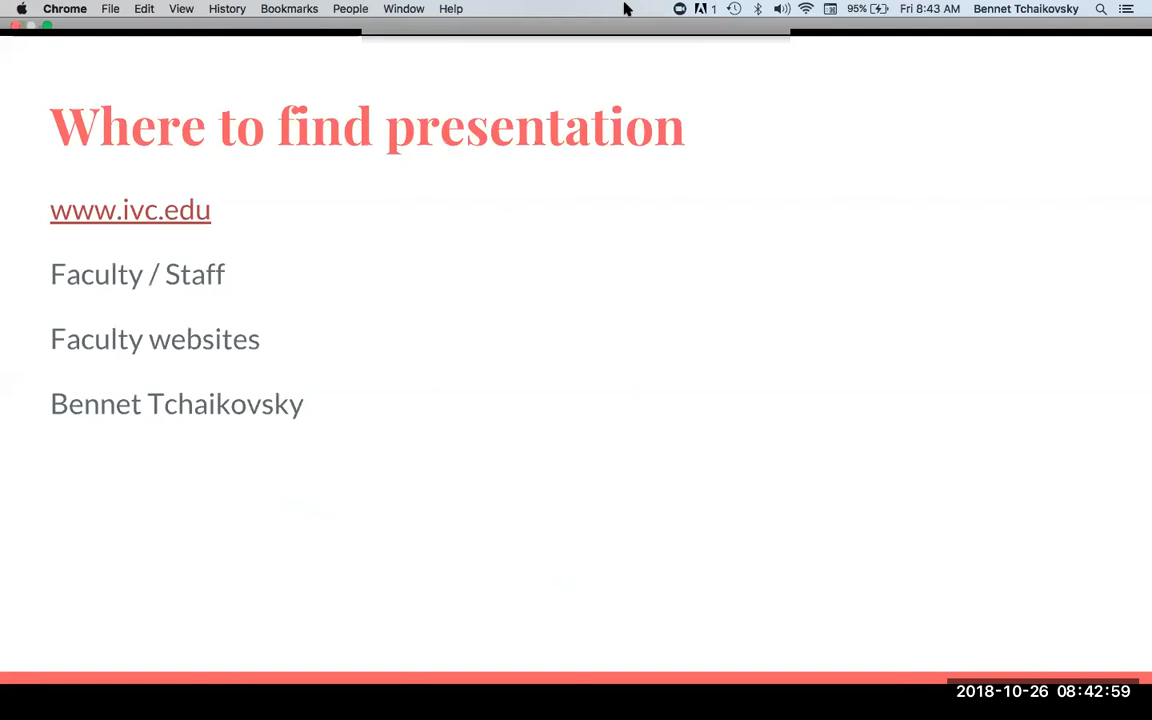 Chrome File Edit View History Bookmarks People Window Help 1 95% Fri 8:43 AM Bennet Tchaikovsky
Where to find presentation
www.ivc.edu
Faculty / Staff
Faculty websites
Bennet Tchaikovsky
2018-10-26 08:42:59